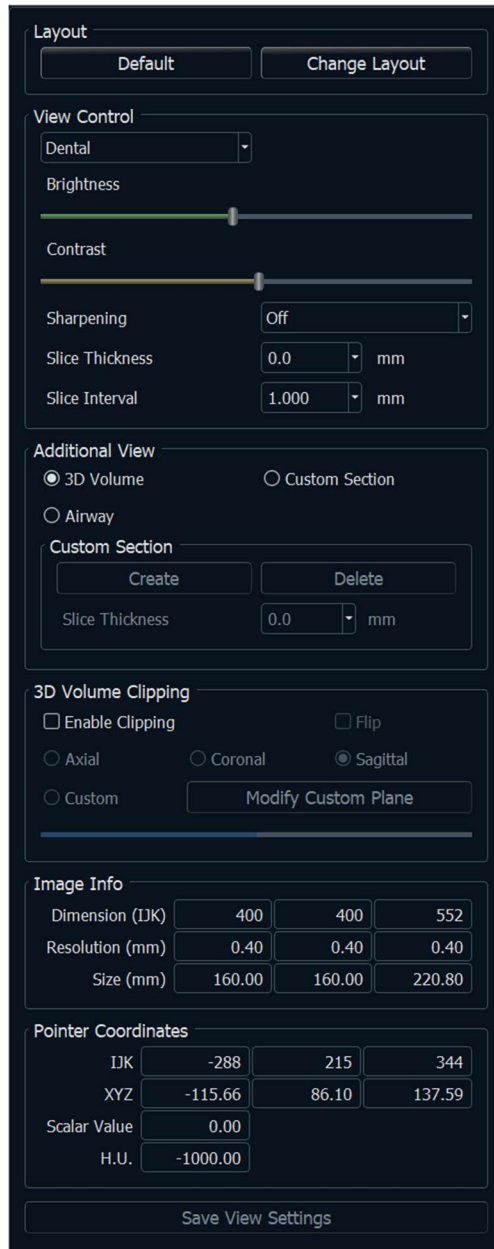 Layout
Default Change Layout
View Control
Dental
Brightness
Contrast
Sharpening Off
Slice Thickness 0.0 mm
Slice Interval 1.000 mm
Additional View
3D Volume Custom Section
Airway
Custom Section
Create Delete
Slice Thickness 0.0 mm
3D Volume Clipping
Enable Clipping Flip
Axial Coronal Sagittal
Custom Modify Custom Plane
Image Info
Dimension (IJK) 400 400 552
Resolution (mm) 0.40 0.40 0.40
Size (mm) 160.00 160.00 220.80
Pointer Coordinates
IJK -288 215 344
XYZ -115.66 86.10 137.59
Scalar Value 0.00
H.U. -1000.00
Save View Settings